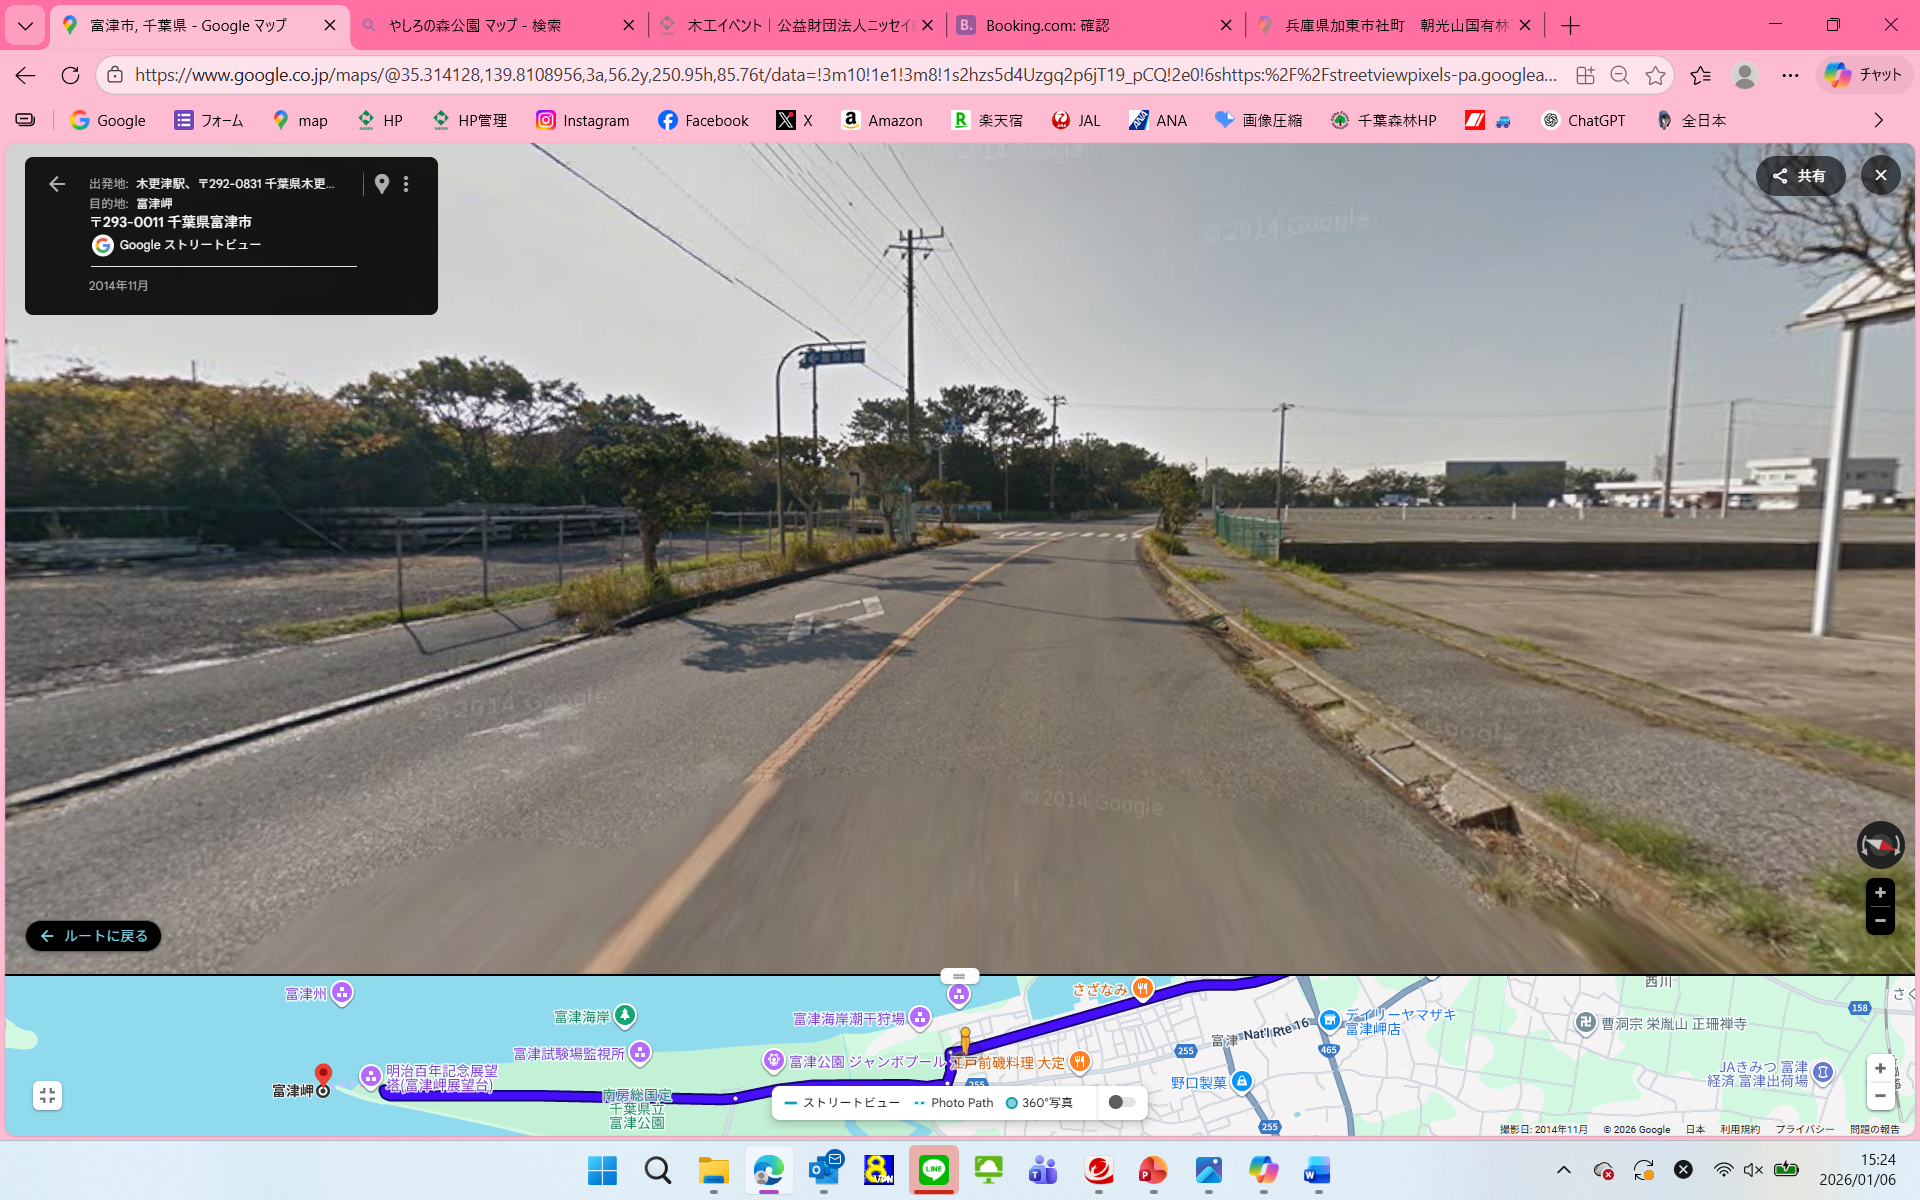 富津市, 千葉県 - Google マップ
やしろの森公園 マップ - 検索
木工イベント｜公益財団法人ニッセイ
Booking.com: 確認
兵庫県加東市社町　朝光山国有林
https://www.google.co.jp/maps/@35.314128,139.8108956,3a,56.2y,250.95h,85.76t/data=!3m10!1e1!3m8!1s2hzs5d4Uzgq2p6jT19_pCQ!2e0!6shttps:%2F%2Fstreetviewpixels-pa.googlea...
チャット
Google
フォーム
map
HP
HP管理
Instagram
Facebook
X
Amazon
楽天宿
JAL
ANA
画像圧縮
千葉森林HP
ChatGPT
全日本
出発地: 木更津駅、〒292-0831 千葉県木更...
目的地: 富津岬
〒293-0011 千葉県富津市
Google ストリートビュー
2014年11月
共有
© 2014 Google
© 2014 Google
© 2014 Google
Google
© 2014 Google
ルートに戻る
富津州
富津海岸
富津海岸潮干狩場
さざなみ
西川
富津試験場監視所
富津公園 ジャンボプール
江戸前磯料理 大定
富津
Nat'l Rte 16
デイリーヤマザキ
富津岬店
曹洞宗 栄胤山 正珊禅寺
158
255
465
富津岬
明治百年記念展望
塔(富津岬展望台)
南房総国定
千葉県立
富津公園
255
野口製菓
255
JAきみつ 富津
経済 富津出荷場
ストリートビュー
Photo Path
360°写真
撮影日: 2014年11月
© 2026 Google
日本
利用規約
プライバシー
問題の報告
LINE
15:24
2026/01/06